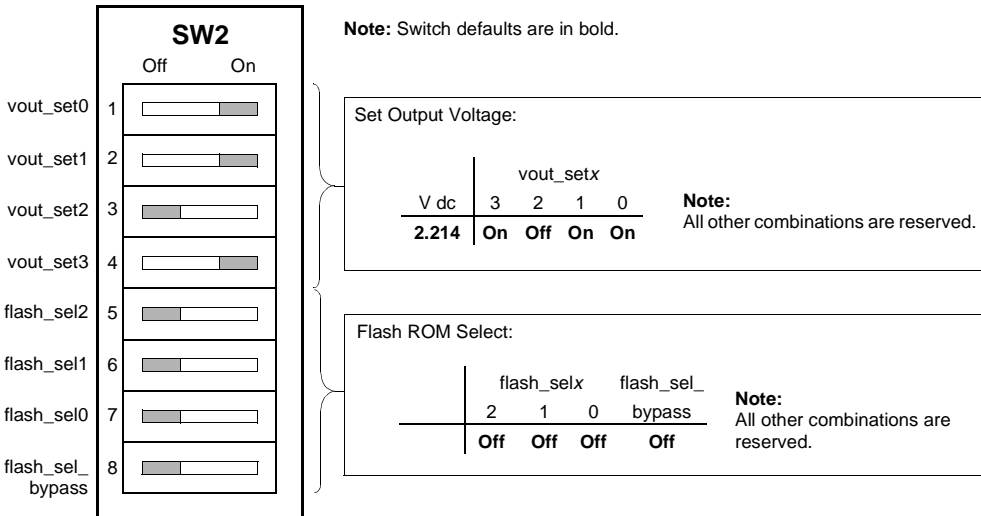 SW2
Off On
vout_set0 1
vout_set1 2
vout_set2 3
vout_set3 4
flash_sel2 5
flash_sel1 6
flash_sel0 7
flash_sel_
bypass 8
Note: Switch defaults are in bold.
Set Output Voltage:
vout_setx
V dc 3 2 1 0
2.214 On Off On On
Note:
All other combinations are reserved.
Flash ROM Select:
flash_selx flash_sel_
2 1 0 bypass
Off Off Off Off
Note:
All other combinations are
reserved.